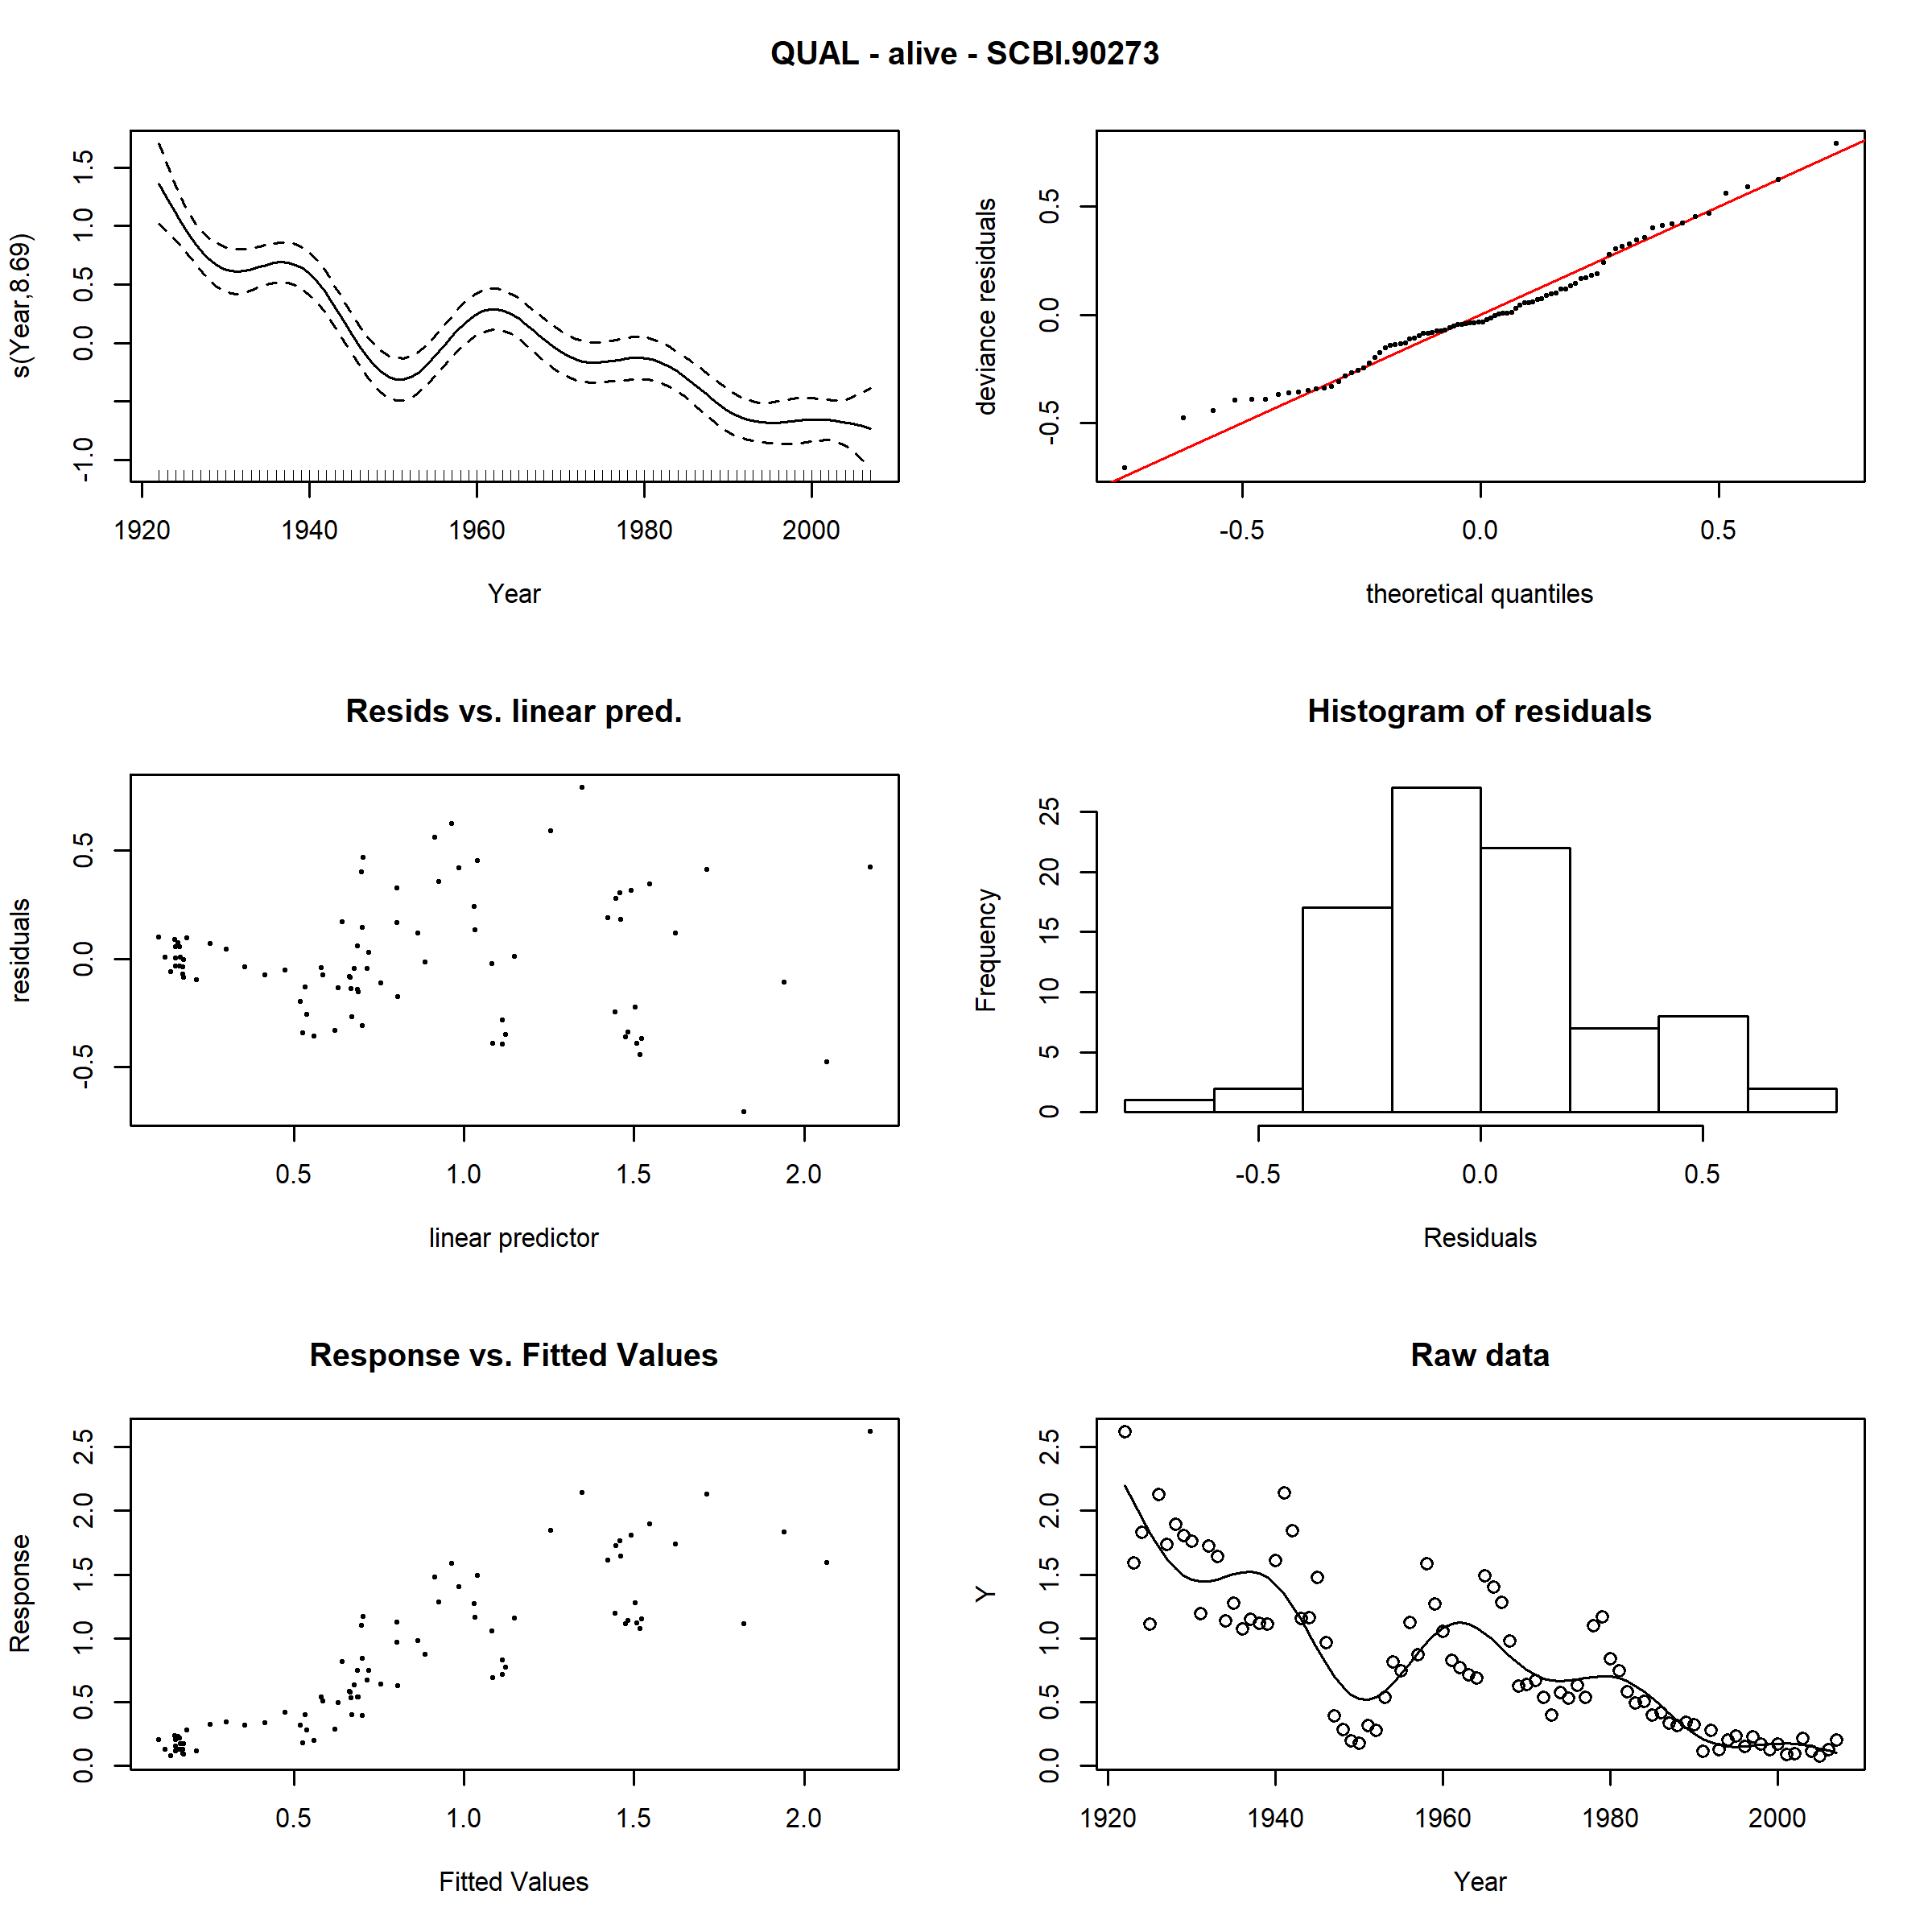 QUAL - alive - SCBI.90273
s(Year,8.69)
-1.0 0.0 0.5 1.0 1.5
1920 1940 1960 1980 2000
Year
deviance residuals
-0.5 0.0 0.5
-0.5 0.0 0.5
theoretical quantiles
Resids vs. linear pred.
residuals
-0.5 0.0 0.5
0.5 1.0 1.5 2.0
linear predictor
Histogram of residuals
Frequency
0 5 10 15 20 25
-0.5 0.0 0.5
Residuals
Response vs. Fitted Values
Response
0.0 0.5 1.0 1.5 2.0 2.5
0.5 1.0 1.5 2.0
Fitted Values
Raw data
Y
0.0 0.5 1.0 1.5 2.0 2.5
1920 1940 1960 1980 2000
Year